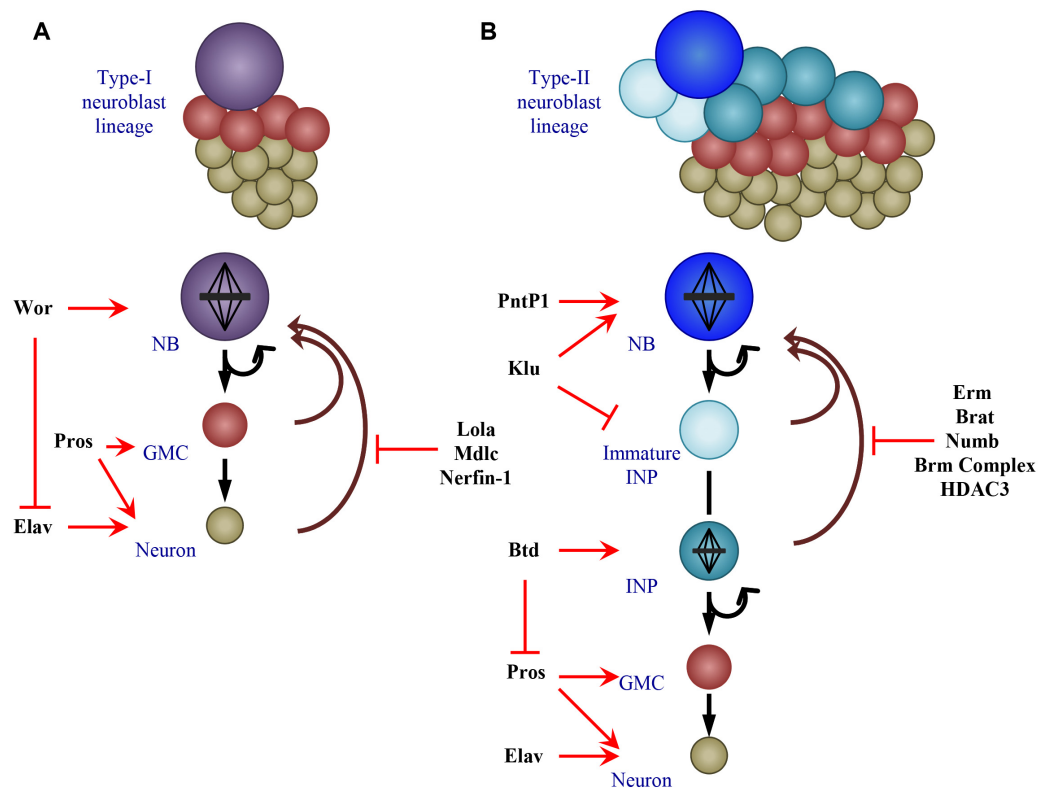 A
Type-I
neuroblast
lineage
Wor
NB
Pros
GMC
Elav
Neuron
Lola
Mdlc
Nerfin-1
B
Type-II
neuroblast
lineage
PntP1
NB
Klu
Immature
INP
Erm
Brat
Numb
Brm Complex
HDAC3
Btd
INP
Pros
GMC
Elav
Neuron